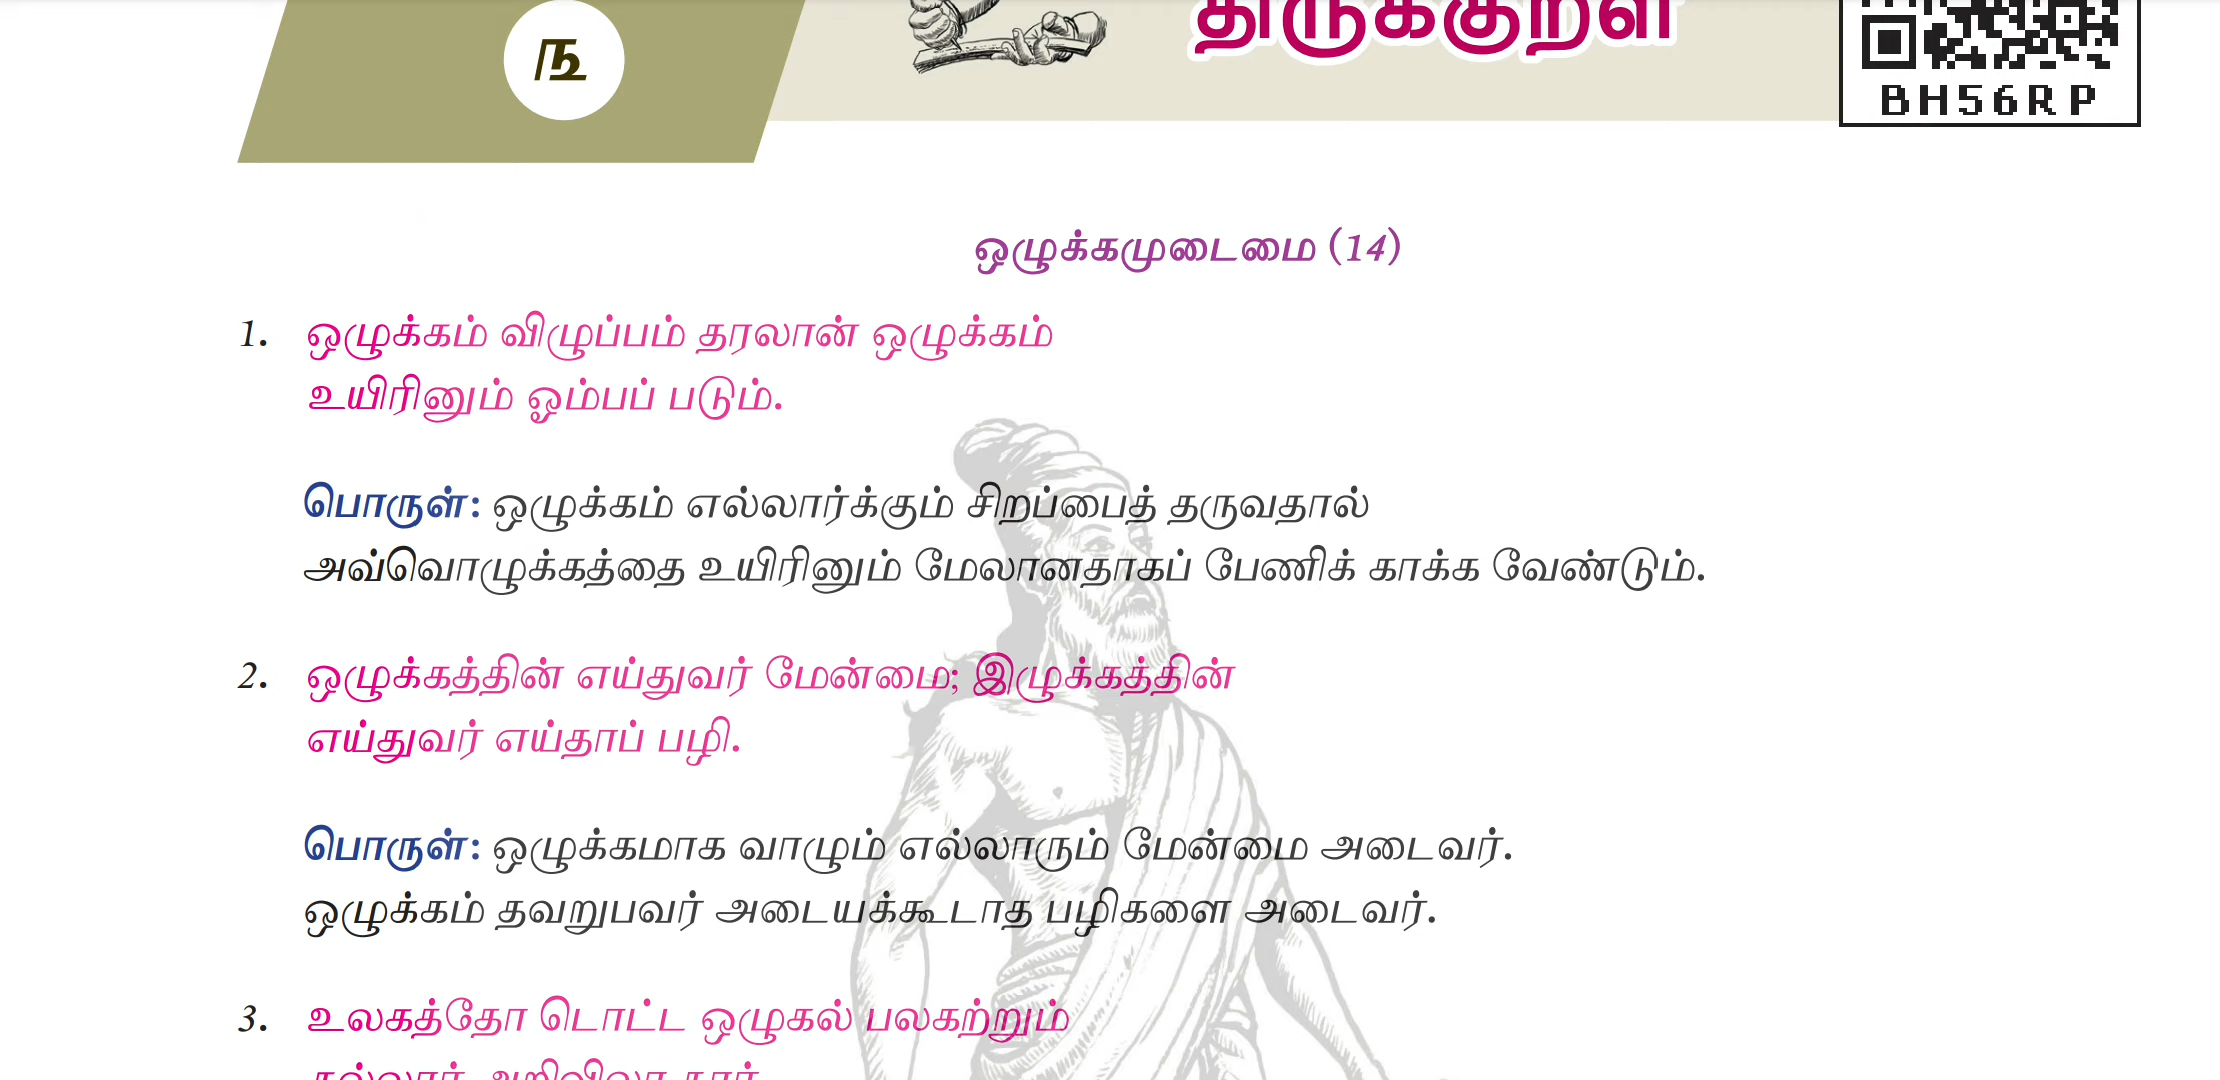 ௩
திருக்குறள்
BH56RP
ஒழுக்கமுடைமை (14)
1. ஒழுக்கம் விழுப்பம் தரலான் ஒழுக்கம்
உயிரினும் ஓம்பப் படும்.
பொருள்: ஒழுக்கம் எல்லார்க்கும் சிறப்பைத் தருவதால்
அவ்வொழுக்கத்தை உயிரினும் மேலானதாகப் பேணிக் காக்க வேண்டும்.
2. ஒழுக்கத்தின் எய்துவர் மேன்மை; இழுக்கத்தின்
எய்துவர் எய்தாப் பழி.
பொருள்: ஒழுக்கமாக வாழும் எல்லாரும் மேன்மை அடைவர்.
ஒழுக்கம் தவறுபவர் அடையக்கூடாத பழிகளை அடைவர்.
3. உலகத்தோ டொட்ட ஒழுகல் பலகற்றும்
கல்லார் அறிவிலா தார்